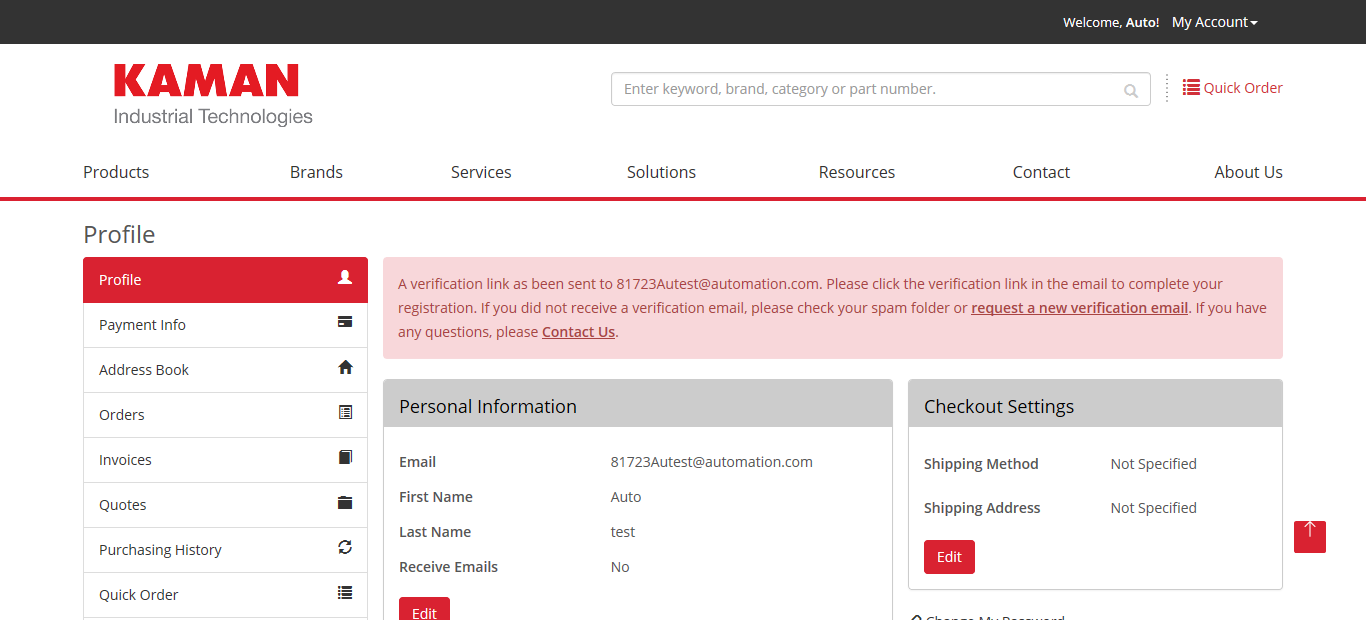 Welcome, Auto! My Account
KAMAN
Industrial Technologies
Enter keyword, brand, category or part number.
Quick Order
Products Brands Services Solutions Resources Contact About Us
Profile
Profile
Payment Info
Address Book
Orders
Invoices
Quotes
Purchasing History
Quick Order
A verification link as been sent to 81723Autest@automation.com. Please click the verification link in the email to complete your
registration. If you did not receive a verification email, please check your spam folder or request a new verification email. If you have
any questions, please Contact Us.
Personal Information
Email 81723Autest@automation.com
First Name Auto
Last Name test
Receive Emails No
Edit
Checkout Settings
Shipping Method Not Specified
Shipping Address Not Specified
Edit
Change My Password